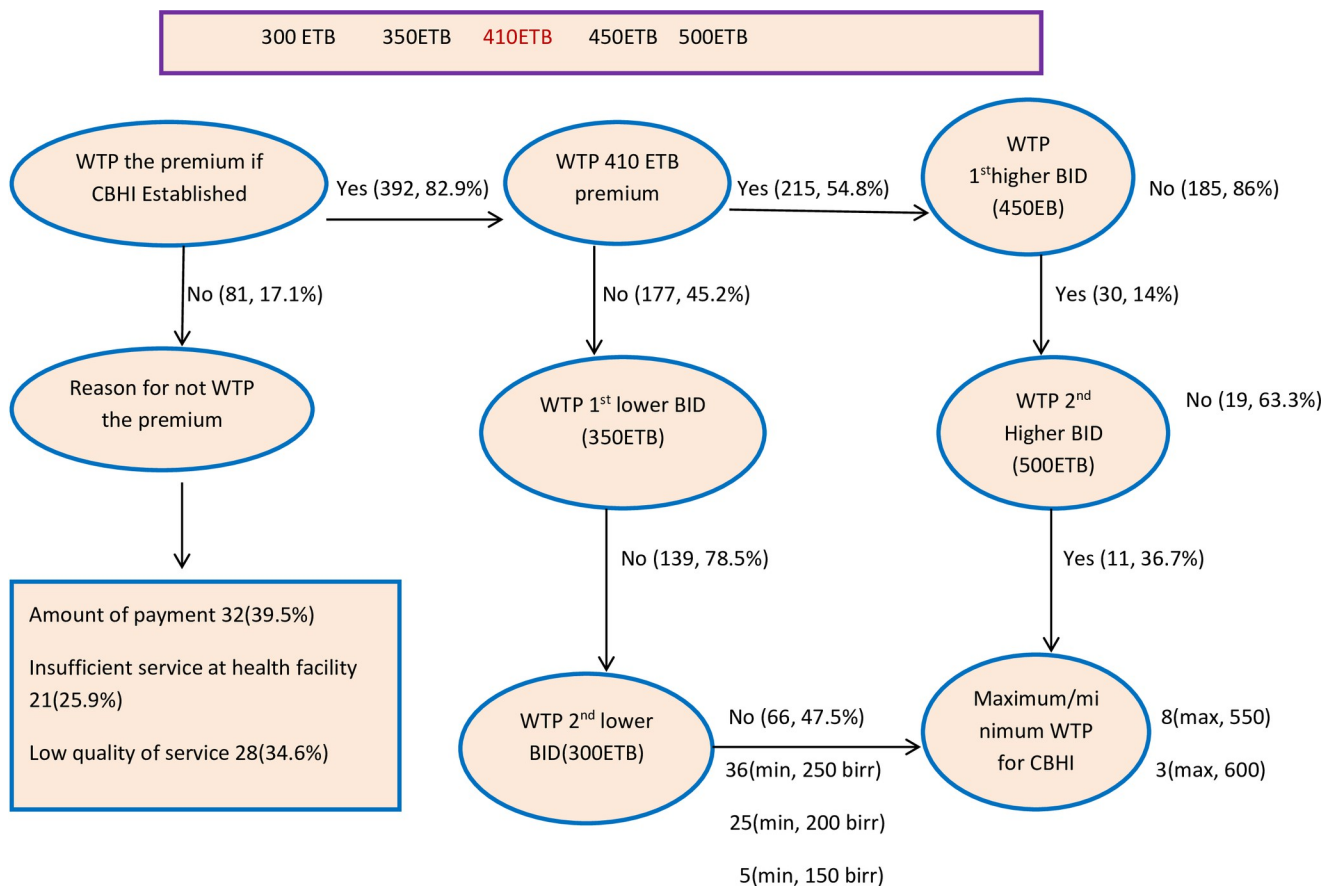 300 ETB 350ETB 410ETB 450ETB 500ETB
WTP the premium if
CBHI Established
Yes (392, 82.9%)
WTP 410 ETB
premium
Yes (215, 54.8%)
WTP
1sthigher BID
(450EB)
No (185, 86%)
No (81, 17.1%)
No (177, 45.2%)
Yes (30, 14%)
Reason for not WTP
the premium
WTP 1st lower BID
(350ETB)
WTP 2nd
Higher BID
(500ETB)
No (19, 63.3%)
No (139, 78.5%)
Yes (11, 36.7%)
Amount of payment 32(39.5%)
Insufficient service at health facility
21(25.9%)
Low quality of service 28(34.6%)
WTP 2nd lower
BID(300ETB)
No (66, 47.5%)
36(min, 250 birr)
25(min, 200 birr)
5(min, 150 birr)
Maximum/mi
nimum WTP
for CBHI
8(max, 550)
3(max, 600)